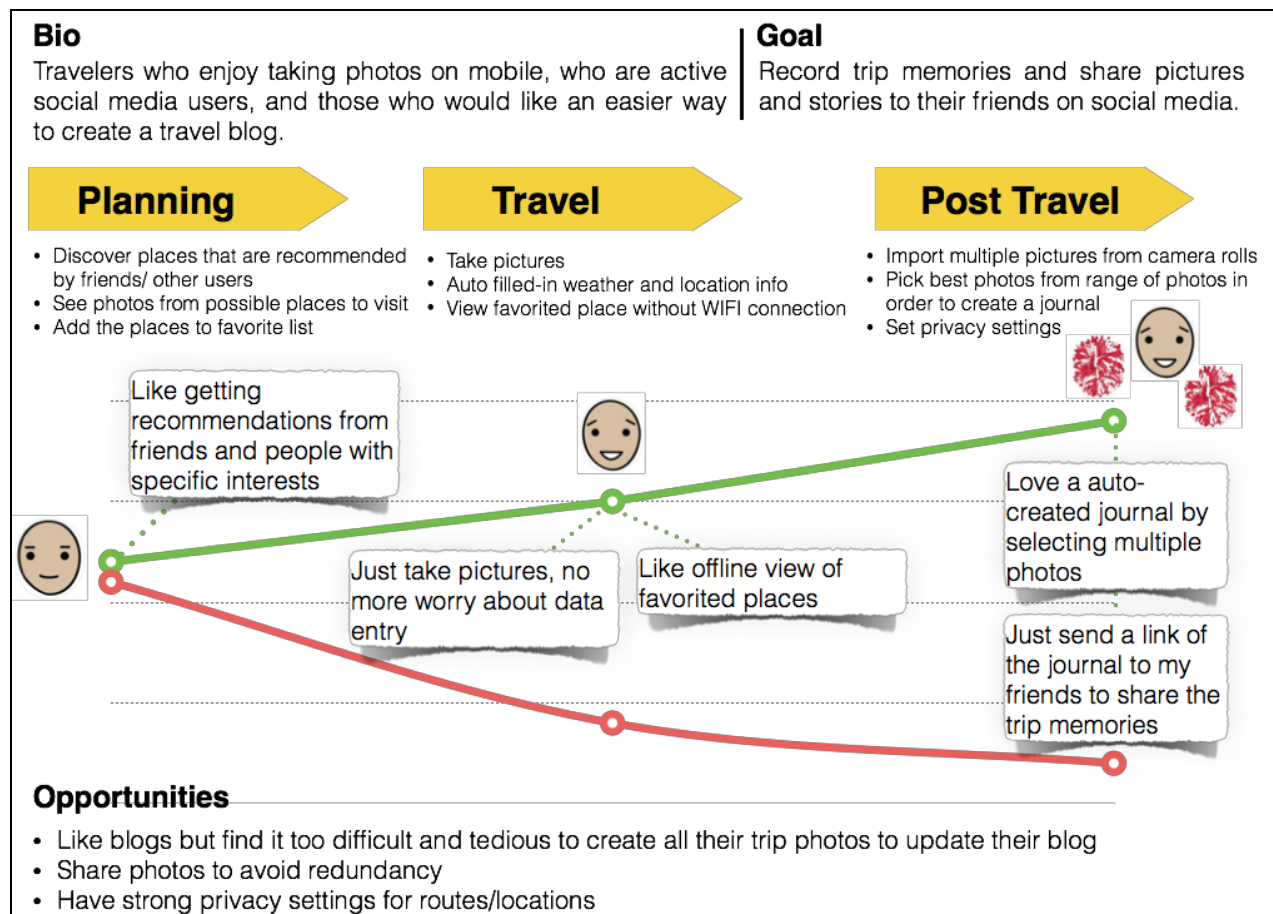 Bio
Travelers who enjoy taking photos on mobile, who are active
social media users, and those who would like an easier way
to create a travel blog.
Goal
Record trip memories and share pictures
and stories to their friends on social media.
Planning
• Discover places that are recommended
by friends/ other users
• See photos from possible places to visit
• Add the places to favorite list
Travel
• Take pictures
• Auto filled-in weather and location info
• View favorited place without WIFI connection
Post Travel
• Import multiple pictures from camera rolls
• Pick best photos from range of photos in
order to create a journal
• Set privacy settings
Like getting
recommendations from
friends and people with
specific interests
Just take pictures, no
more worry about data
entry
Like offline view of
favorited places
Love a auto-
created journal by
selecting multiple
photos
Just send a link of
the journal to my
friends to share the
trip memories
Opportunities
• Like blogs but find it too difficult and tedious to create all their trip photos to update their blog
• Share photos to avoid redundancy
• Have strong privacy settings for routes/locations